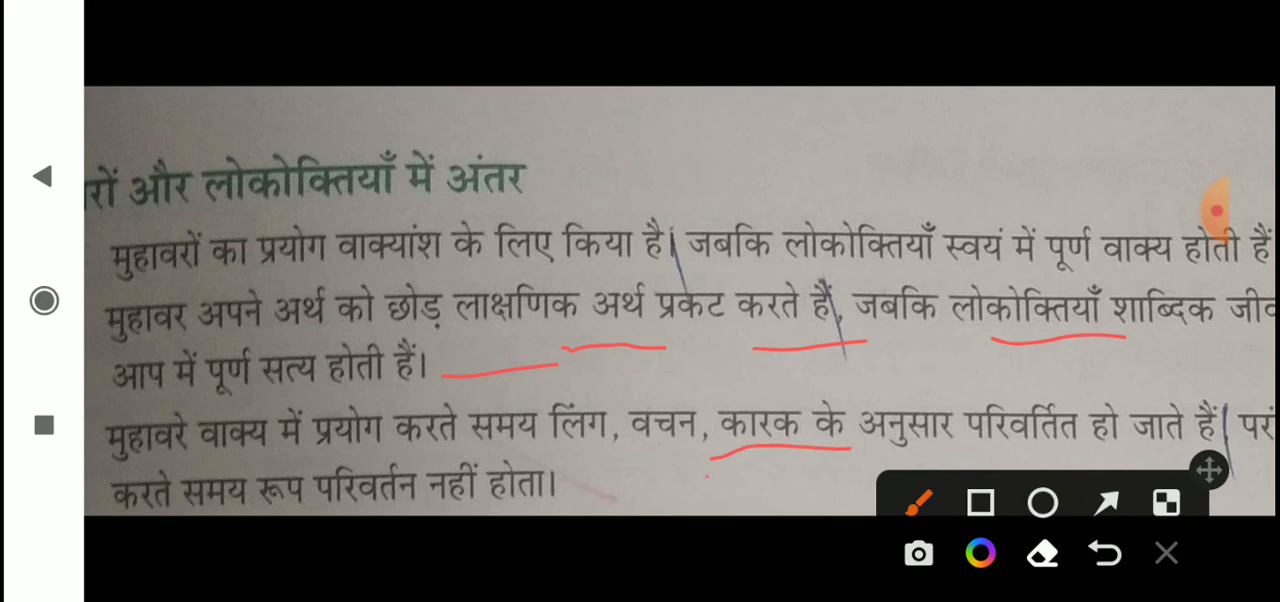 रों और लोकोक्तियाँ में अंतर
मुहावरों का प्रयोग वाक्यांश के लिए किया है। जबकि लोकोक्तियाँ स्वयं में पूर्ण वाक्य होती हैं
मुहावर अपने अर्थ को छोड़ लाक्षणिक अर्थ प्रकट करते हैं, जबकि लोकोक्तियाँ शाब्दिक
आप में पूर्ण सत्य होती हैं।
मुहावरे वाक्य में प्रयोग करते समय लिंग, वचन, कारक के अनुसार परिवर्तित हो जाते हैं
करते समय रूप परिवर्तन नहीं होता।